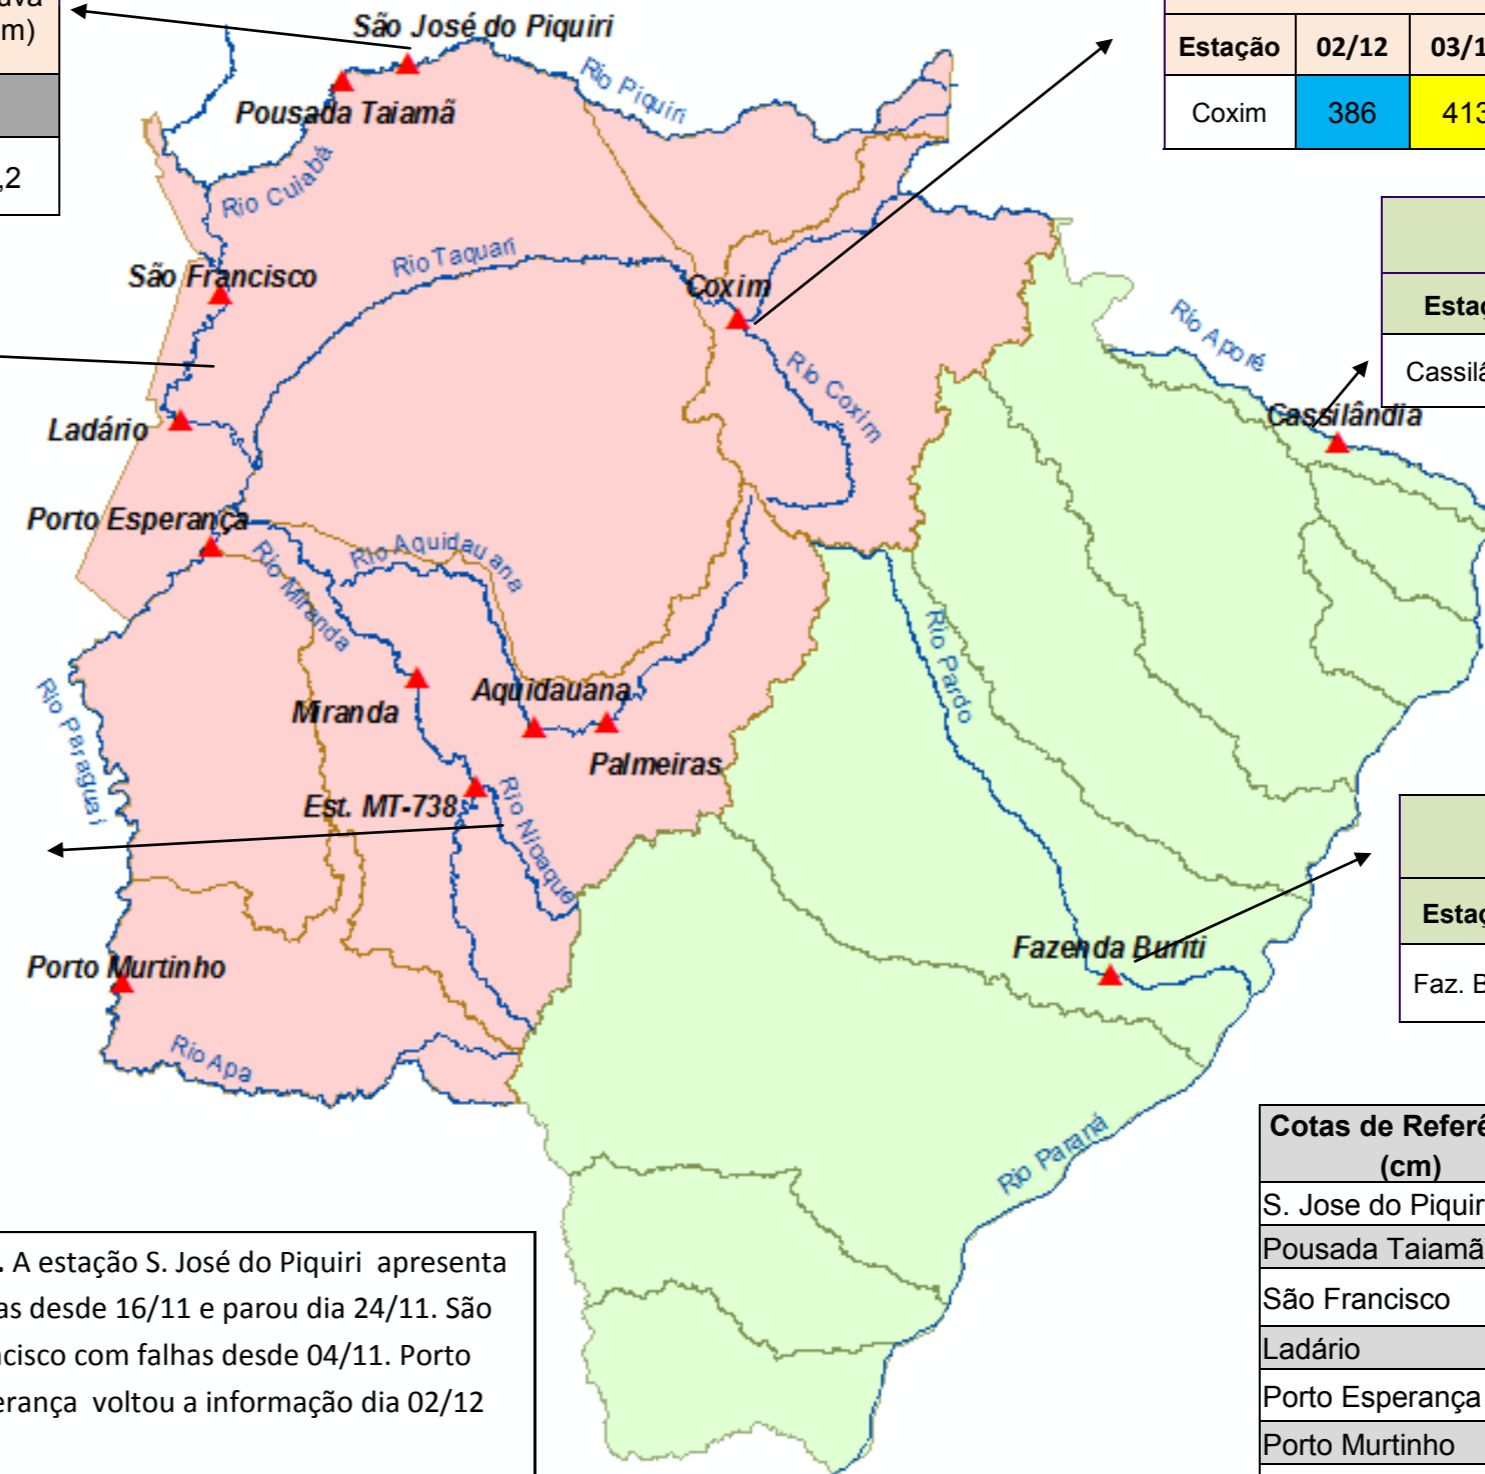 m)
,2
São José do Piquiri
Pousada Taiamã
Rio Piquiri
Rio Cuiabá
São Francisco
Rio Taquari
Coxim
Rio Coxim
Ladário
Porto Esperança
Rio Miranda
Rio Aquidauana
Miranda
Aquidauana
Palmeiras
Est. MT-738
Rio Nioaque
Rio Paraguai
Porto Murtinho
Rio Apa
Rio Pardo
Rio Aporé
Cassilândia
Fazenda Buriti
Rio Paraná
Estação 02/12 03/1
Coxim 386 413
Estaç
Cassilâ
Estaç
Faz. B
Cotas de Referê
(cm)
S. Jose do Piquir
Pousada Taiamã
São Francisco
Ladário
Porto Esperança
Porto Murtinho
. A estação S. José do Piquiri apresenta
as desde 16/11 e parou dia 24/11. São
ncisco com falhas desde 04/11. Porto
erança voltou a informação dia 02/12